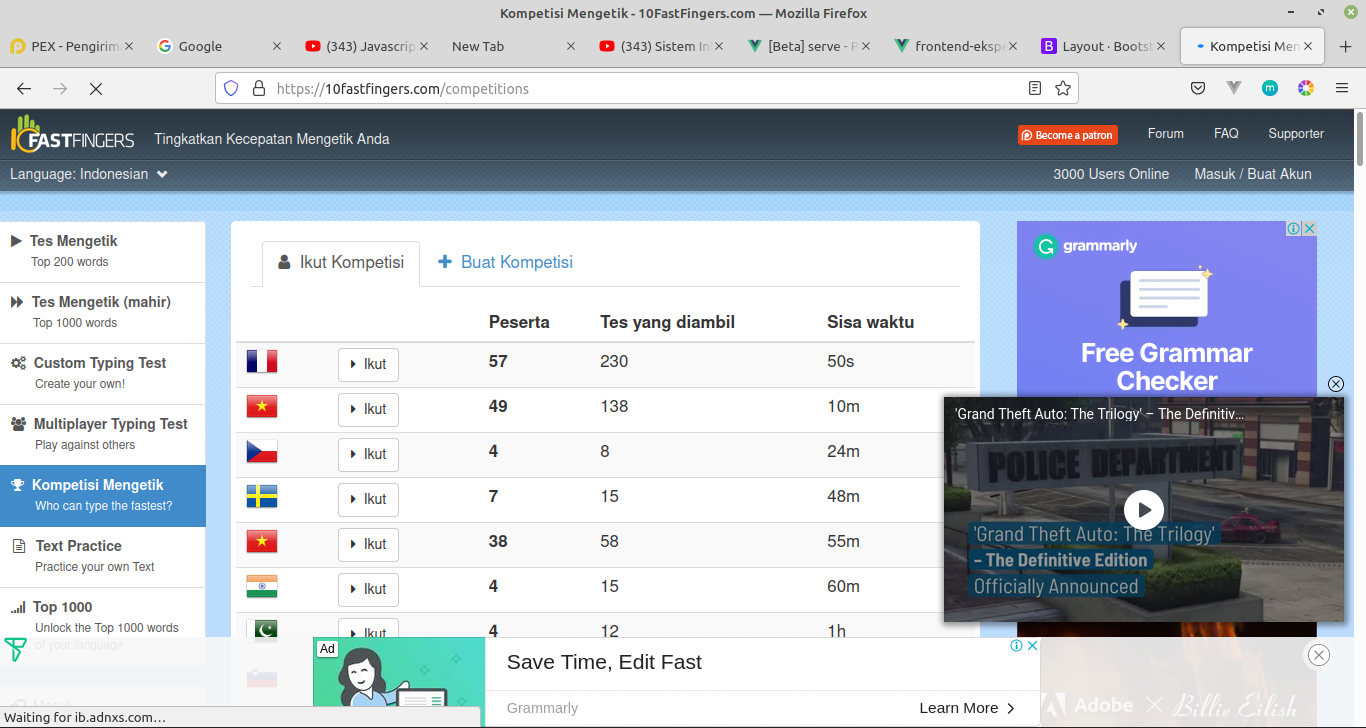 Kompetisi Mengetik - 10FastFingers.com — Mozilla Firefox
PEX - Pengirim
Google
(343) Javascrip
New Tab
(343) Sistem In
[Beta] serve - P
frontend-ekspe
Layout · Bootst
Kompetisi Men
https://10fastfingers.com/competitions
FASTFINGERS
Tingkatkan Kecepatan Mengetik Anda
Become a patron
Forum
FAQ
Supporter
Language: Indonesian
3000 Users Online
Masuk / Buat Akun
Tes Mengetik
Top 200 words
Tes Mengetik (mahir)
Top 1000 words
Custom Typing Test
Create your own!
Multiplayer Typing Test
Play against others
Kompetisi Mengetik
Who can type the fastest?
Text Practice
Practice your own Text
Top 1000
Unlock the Top 1000 words
of your language
Masuk
Ikut Kompetisi
Buat Kompetisi
Peserta Tes yang diambil Sisa waktu
Ikut 57 230 50s
Ikut 49 138 10m
Ikut 4 8 24m
Ikut 7 15 48m
Ikut 38 58 55m
Ikut 4 15 60m
Ikut 4 12 1h
grammarly
Free Grammar
Checker
'Grand Theft Auto: The Trilogy' – The Definitiv...
POLICE DEPARTMENT
'Grand Theft Auto: The Trilogy'
– The Definitive Edition
Officially Announced
Ad
Save Time, Edit Fast
Grammarly
Learn More
Adobe × Billie Eilish
Waiting for ib.adnxs.com…